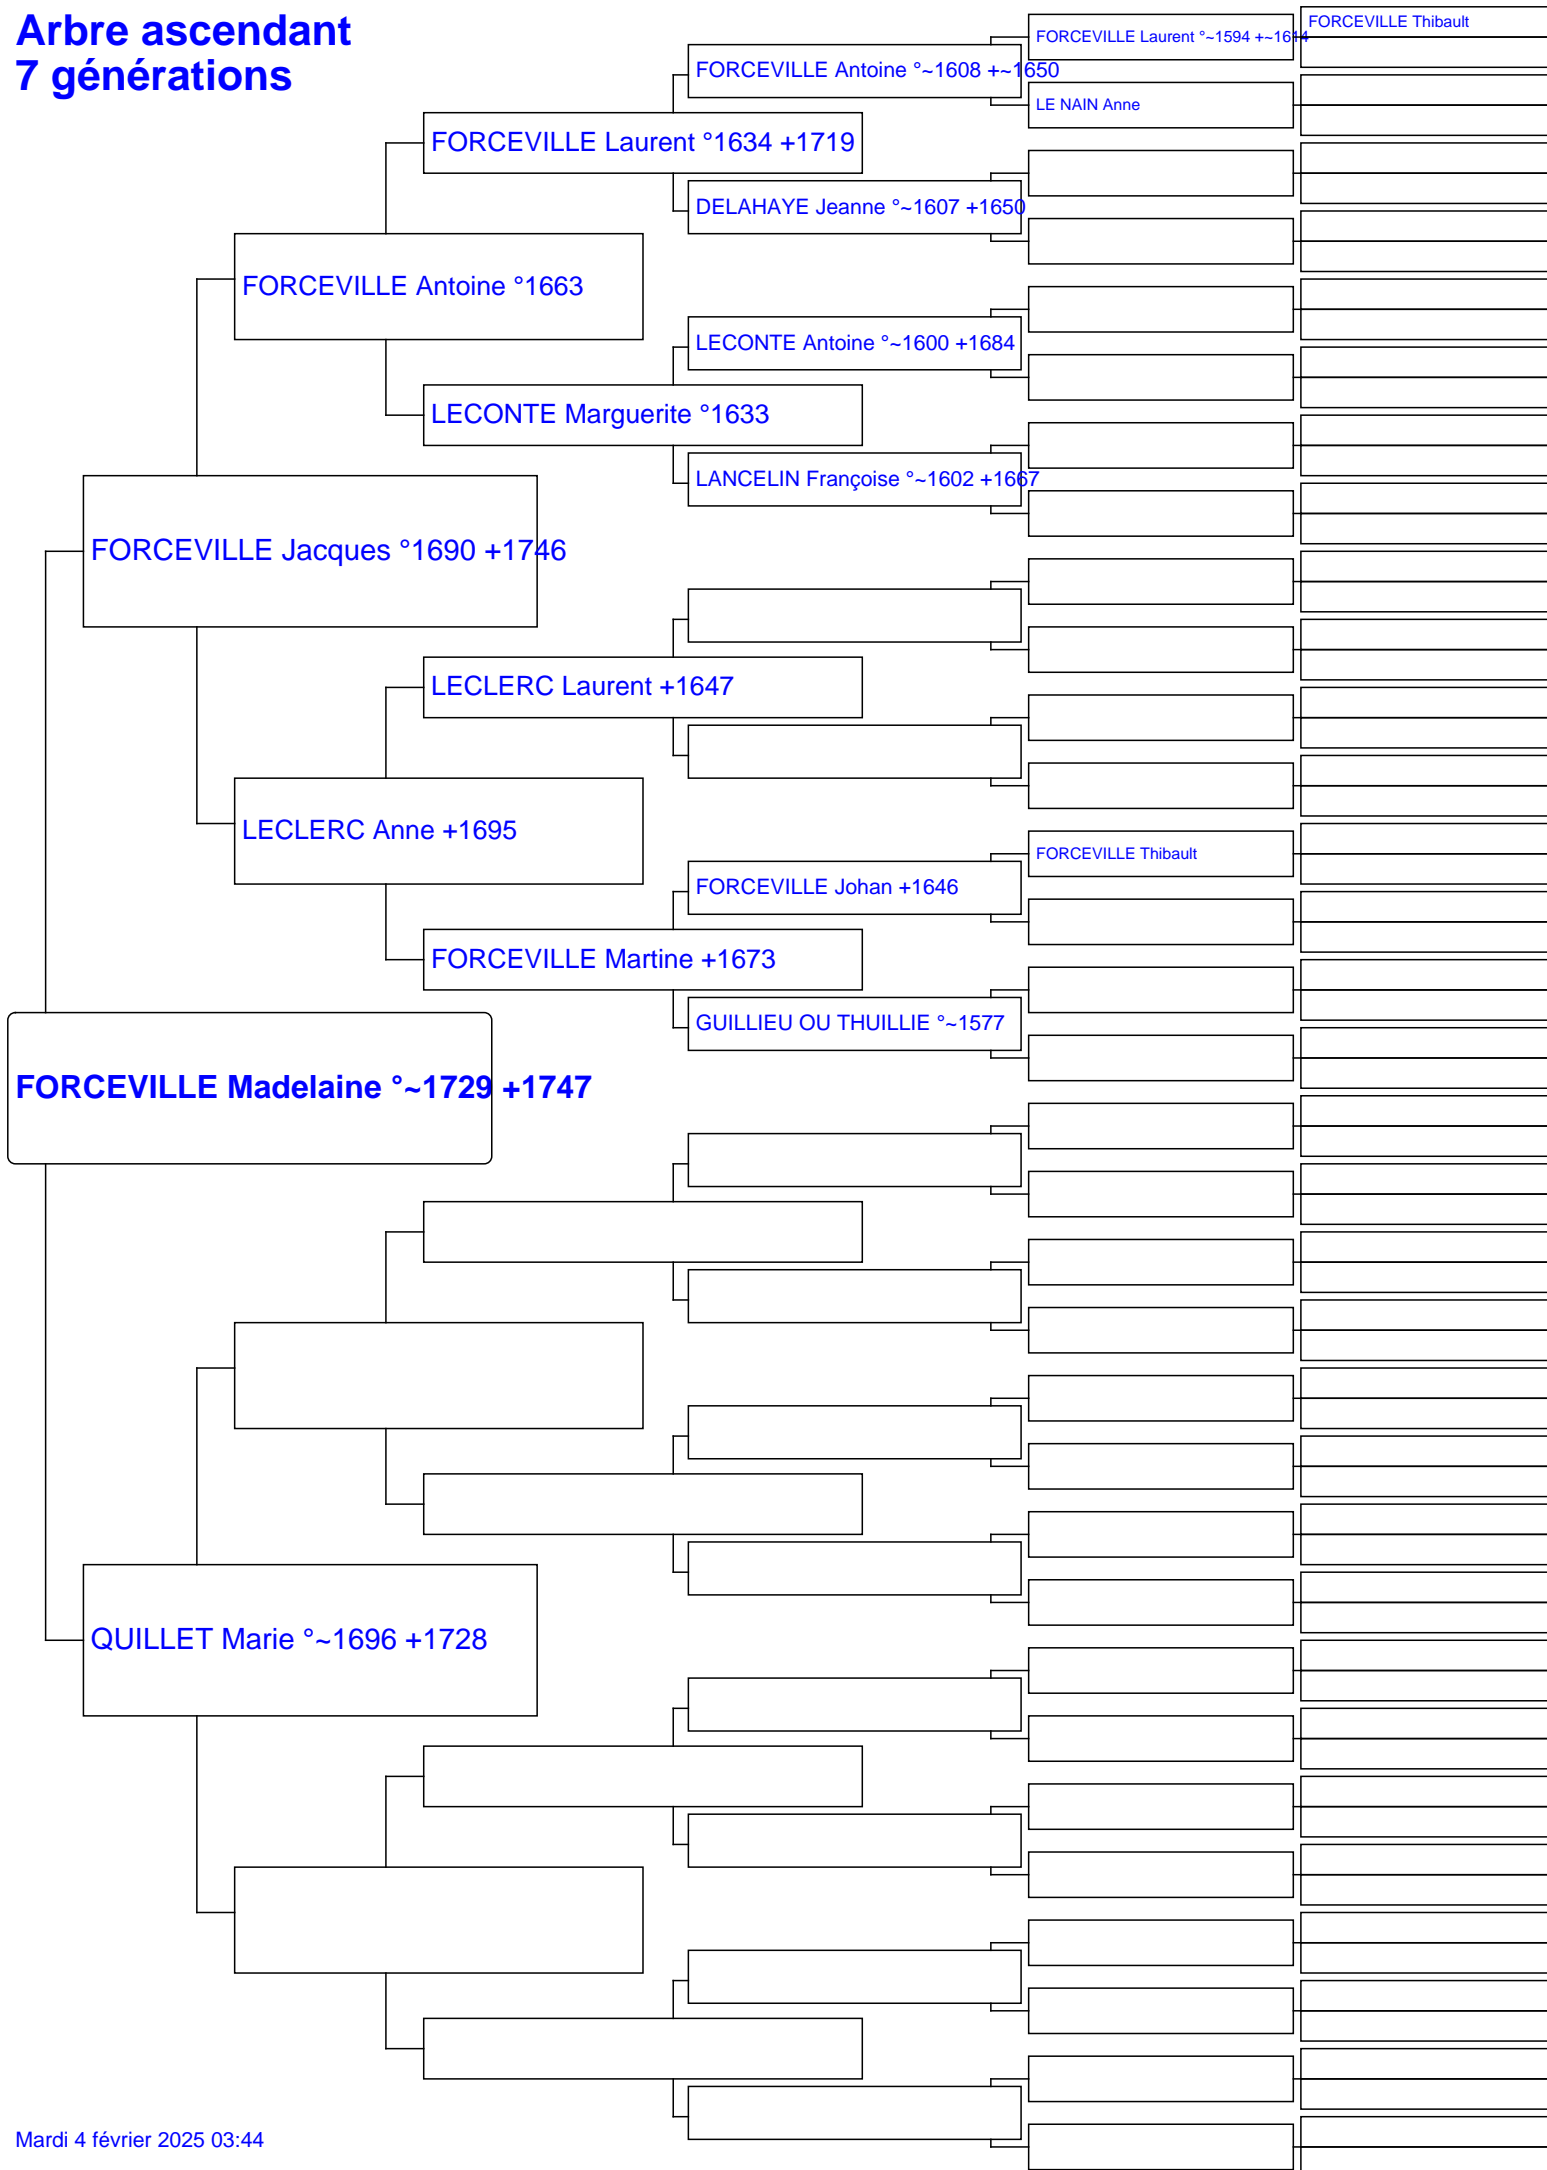 Arbre ascendant
7 générations
FORCEVILLE Thibault
FORCEVILLE Laurent °~1594 +~1614
FORCEVILLE Antoine °~1608 +~1650
LE NAIN Anne
FORCEVILLE Laurent °1634 +1719
DELAHAYE Jeanne °~1607 +1650
FORCEVILLE Antoine °1663
LECONTE Antoine °~1600 +1684
LECONTE Marguerite °1633
LANCELIN Françoise °~1602 +1667
FORCEVILLE Jacques °1690 +1746
LECLERC Laurent +1647
LECLERC Anne +1695
FORCEVILLE Thibault
FORCEVILLE Johan +1646
FORCEVILLE Martine +1673
GUILLIEU OU THUILLIE °~1577
FORCEVILLE Madelaine °~1729 +1747
QUILLET Marie °~1696 +1728
Mardi 4 février 2025 03:44